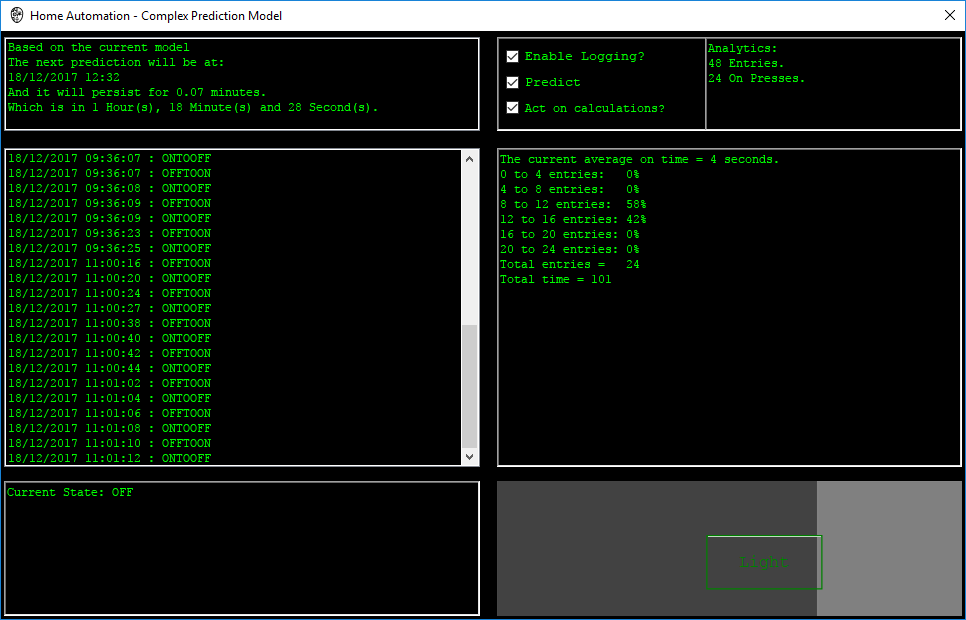 Home Automation - Complex Prediction Model
Based on the current model
The next prediction will be at:
18/12/2017 12:32
And it will persist for 0.07 minutes.
Which is in 1 Hour(s), 18 Minute(s) and 28 Second(s).
Enable Logging?
Predict
Act on calculations?
Analytics:
48 Entries.
24 On Presses.
18/12/2017 09:36:07 : ONTOOFF
18/12/2017 09:36:07 : OFFTOON
18/12/2017 09:36:08 : ONTOOFF
18/12/2017 09:36:09 : OFFTOON
18/12/2017 09:36:09 : ONTOOFF
18/12/2017 09:36:23 : OFFTOON
18/12/2017 09:36:25 : ONTOOFF
18/12/2017 11:00:16 : OFFTOON
18/12/2017 11:00:20 : ONTOOFF
18/12/2017 11:00:24 : OFFTOON
18/12/2017 11:00:27 : ONTOOFF
18/12/2017 11:00:38 : OFFTOON
18/12/2017 11:00:40 : ONTOOFF
18/12/2017 11:00:42 : OFFTOON
18/12/2017 11:00:44 : ONTOOFF
18/12/2017 11:01:02 : OFFTOON
18/12/2017 11:01:04 : ONTOOFF
18/12/2017 11:01:06 : OFFTOON
18/12/2017 11:01:08 : ONTOOFF
18/12/2017 11:01:10 : OFFTOON
18/12/2017 11:01:12 : ONTOOFF
The current average on time = 4 seconds.
0 to 4 entries: 0%
4 to 8 entries: 0%
8 to 12 entries: 58%
12 to 16 entries: 42%
16 to 20 entries: 0%
20 to 24 entries: 0%
Total entries = 24
Total time = 101
Current State: OFF
Light